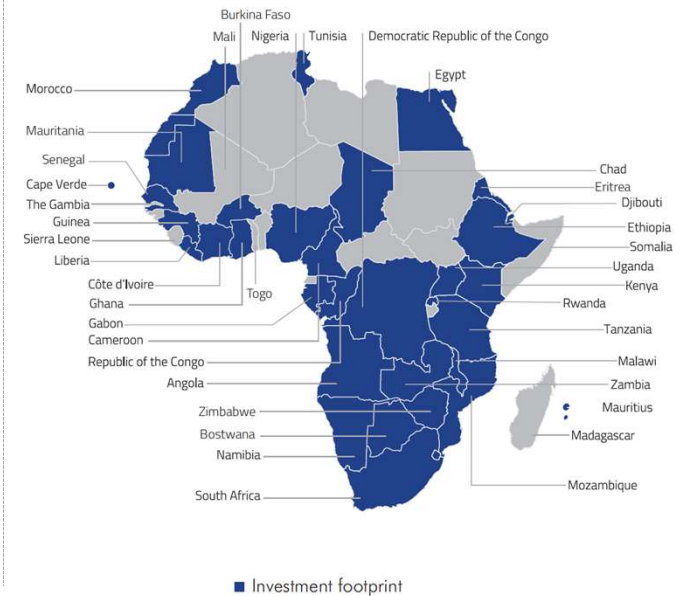 Burkina Faso
Mali
Nigeria
Tunisia
Democratic Republic of the Congo
Egypt
Morocco
Mauritania
Senegal
Cape Verde
The Gambia
Guinea
Sierra Leone
Liberia
Côte d'Ivoire
Ghana
Togo
Gabon
Cameroon
Republic of the Congo
Angola
Zimbabwe
Bostwana
Namibia
South Africa
Chad
Eritrea
Djibouti
Ethiopia
Somalia
Uganda
Kenya
Rwanda
Tanzania
Malawi
Zambia
Mauritius
Madagascar
Mozambique
Investment footprint